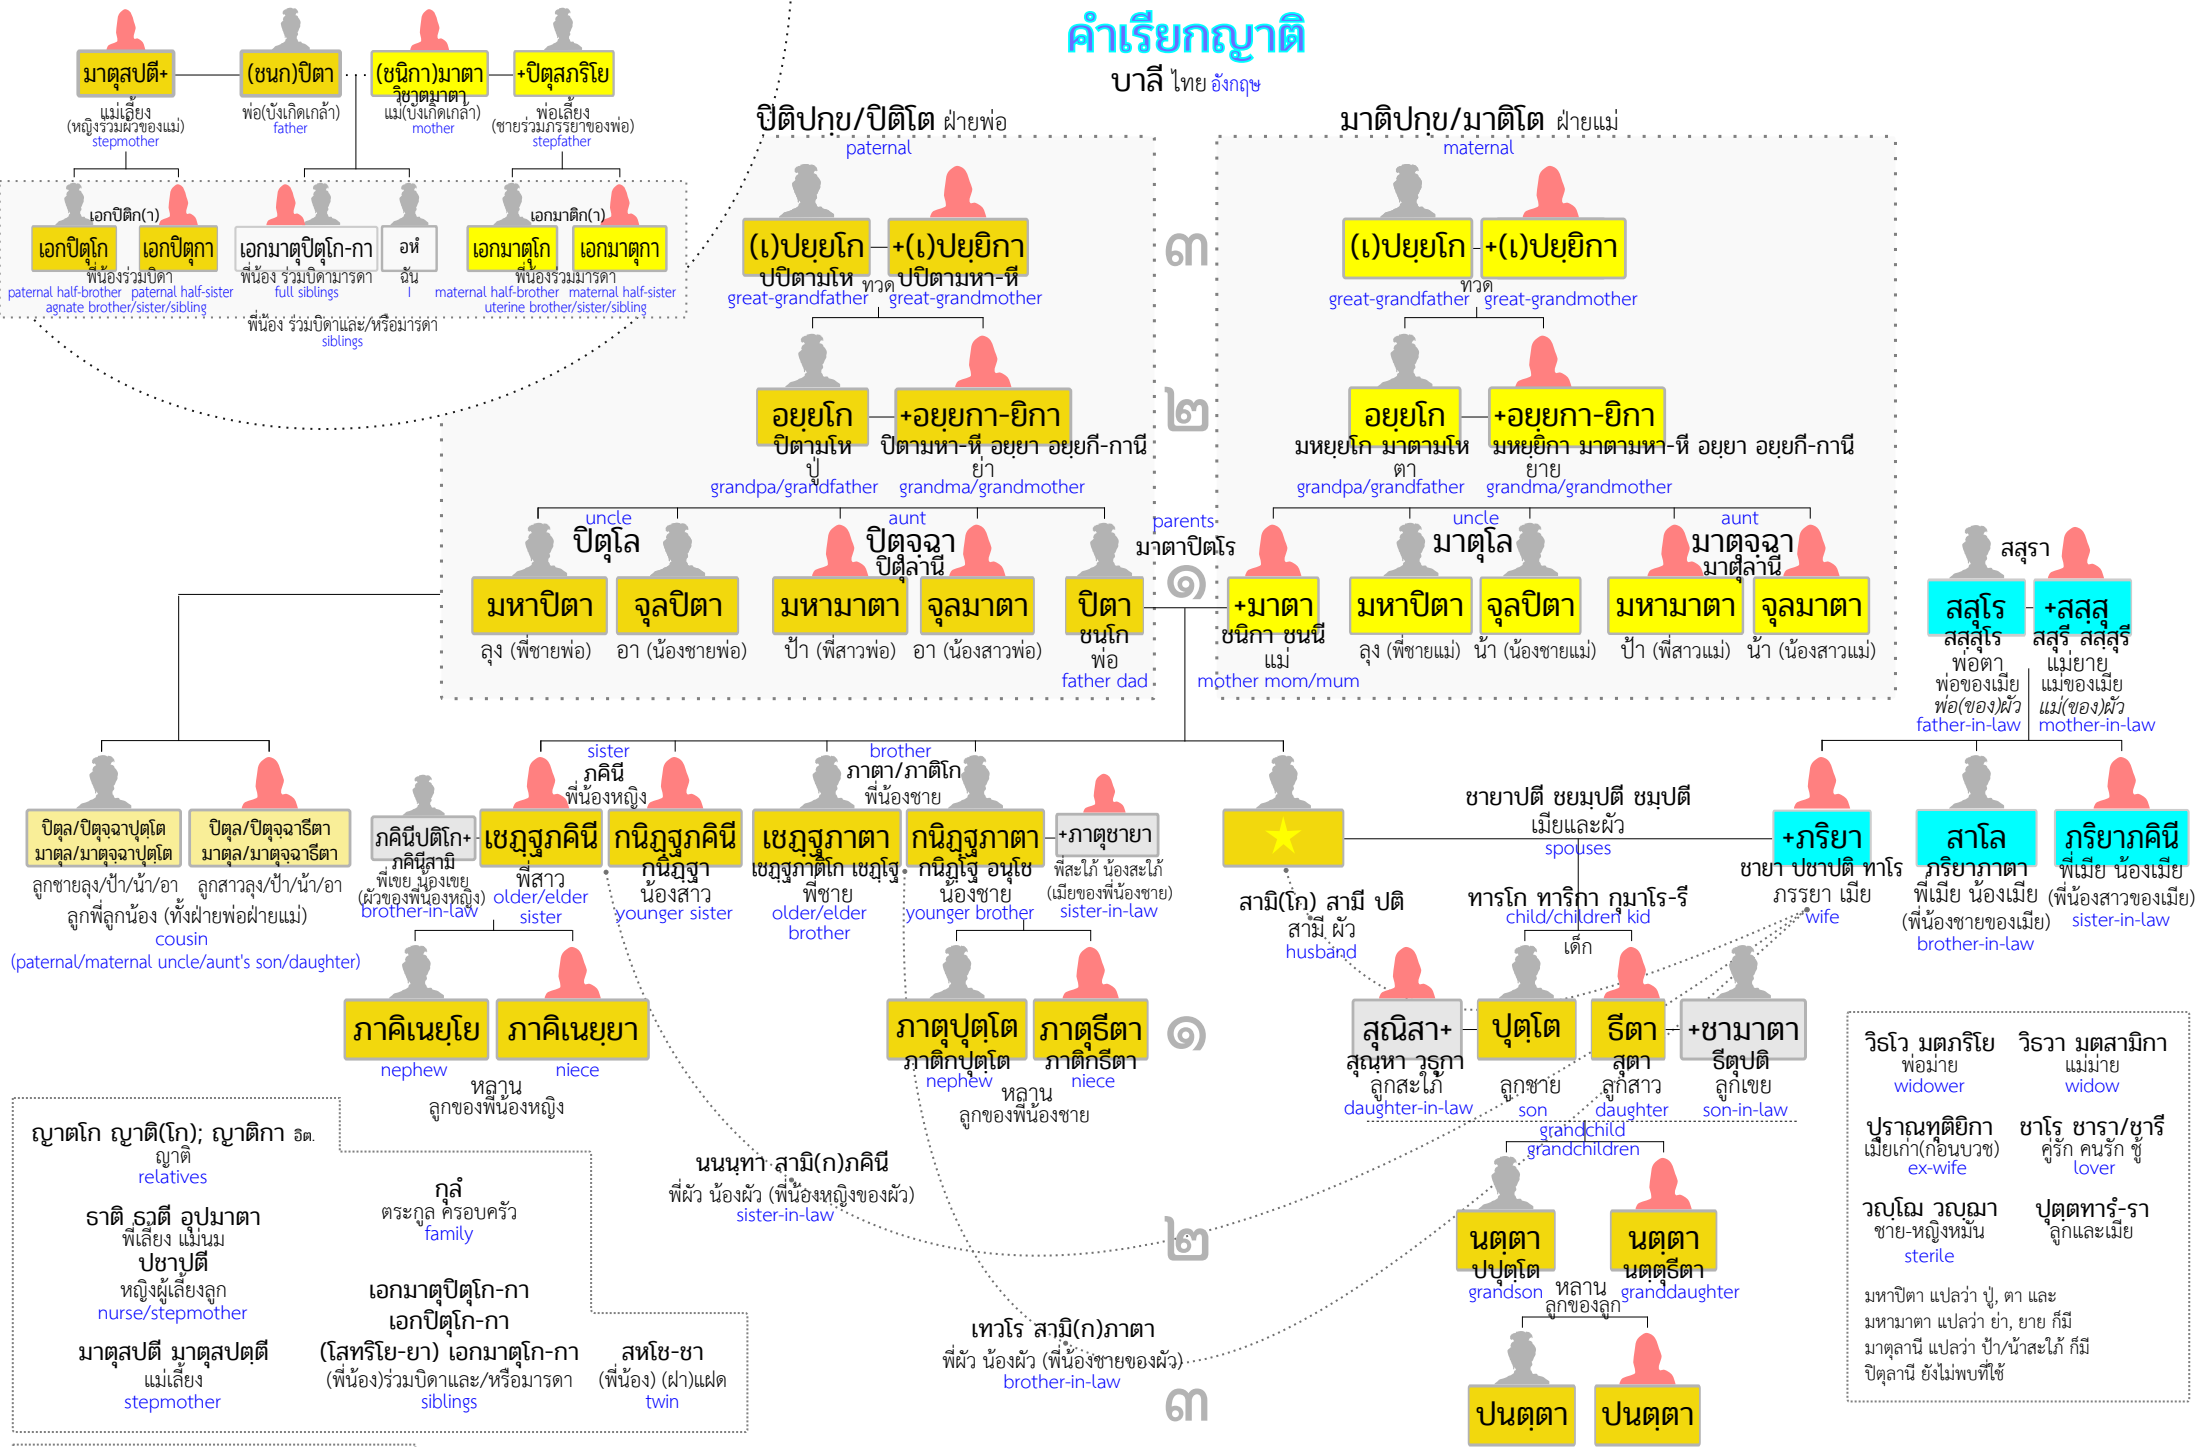 คำเรียกญาติ
บาลี ไทย อังกฤษ
มาตุสปตี+
แม่เลี้ยง
(หญิงร่วมผัวของแม่)
stepmother
(ชนก)ปิตา
พ่อ(บังเกิดเกล้า)
father
(ชนิกา)มาตา
วิชาตมาตา
แม่(บังเกิดเกล้า)
mother
+ปิตุสภริโย
พ่อเลี้ยง
(ชายร่วมภรรยาของพ่อ)
stepfather
เอกปิติก(า)
เอกปิตุโก
เอกปิตุกา
พี่น้องร่วมบิดา
paternal half-brother paternal half-sister
agnate brother/sister/sibling
เอกมาตุปิตุโก-กา
พี่น้อง ร่วมบิดามารดา
full siblings
อหํ
ฉัน
I
เอกมาติก(า)
เอกมาตุโก
เอกมาตุกา
พี่น้องร่วมมารดา
maternal half-brother maternal half-sister
uterine brother/sister/sibling
พี่น้อง ร่วมบิดาและ/หรือมารดา
siblings
ปิติปกฺข/ปิติโต ฝ่ายพ่อ
paternal
(เ)ปยฺยโก
ปปิตามโห
great-grandfather
ทวด
+(เ)ปยฺยิกา
ปปิตามหา-หี
great-grandmother
อยฺยโก
ปิตามโห
ปู่
grandpa/grandfather
+อยฺยกา-ยิกา
ปิตามหา-หี อยฺยา อยฺยกี-กานี
ย่า
grandma/grandmother
uncle
ปิตุโล
มหาปิตา
ลุง (พี่ชายพ่อ)
จุลปิตา
อา (น้องชายพ่อ)
aunt
ปิตุจฺฉา
ปิตุลานี
มหามาตา
ป้า (พี่สาวพ่อ)
จุลมาตา
อา (น้องสาวพ่อ)
ปิตา
ชนโก
พ่อ
father dad
๓
๒
parents
มาตาปิตโร
๑
มาติปกฺข/มาติโต ฝ่ายแม่
maternal
(เ)ปยฺยโก
great-grandfather
ทวด
+(เ)ปยฺยิกา
great-grandmother
อยฺยโก
มหยฺยโก มาตามโห
ตา
grandpa/grandfather
+อยฺยกา-ยิกา
มหยฺยิกา มาตามหา-หี อยฺยา อยฺยกี-กานี
ยาย
grandma/grandmother
+มาตา
ชนิกา ชนนี
แม่
mother mom/mum
uncle
มาตุโล
มหาปิตา
ลุง (พี่ชายแม่)
จุลปิตา
น้า (น้องชายแม่)
aunt
มาตุจฺฉา
มาตุลานี
มหามาตา
ป้า (พี่สาวแม่)
จุลมาตา
น้า (น้องสาวแม่)
สสุรา
สสุโร
สสฺสุโร
พ่อตา
พ่อของเมีย
พ่อ(ของ)ผัว
father-in-law
+สสฺสุ
สสุรี สสฺสุรี
แม่ยาย
แม่ของเมีย
แม่(ของ)ผัว
mother-in-law
ปิตุล/ปิตุจฺฉาปุตฺโต
มาตุล/มาตุจฺฉาปุตฺโต
ลูกชายลุง/ป้า/น้า/อา
ปิตุล/ปิตุจฺฉาธีตา
มาตุล/มาตุจฺฉาธีตา
ลูกสาวลุง/ป้า/น้า/อา
ลูกพี่ลูกน้อง (ทั้งฝ่ายพ่อฝ่ายแม่)
cousin
(paternal/maternal uncle/aunt's son/daughter)
ภคินีปติโก+
ภคินีสามิ
พี่เขย น้องเขย
(ผัวของพี่น้องหญิง)
brother-in-law
sister
ภคินี
พี่น้องหญิง
เชฏฺฐภคินี
พี่สาว
older/elder
sister
กนิฏฺฐภคินี
กนิฏฺฐา
น้องสาว
younger sister
brother
ภาตา/ภาติโก
พี่น้องชาย
เชฏฺฐภาตา
เชฏฺฐภาติโก เชฏฺโฐ
พี่ชาย
older/elder
brother
กนิฏฺฐภาตา
กนิฏฺโฐ อนุโช
น้องชาย
younger brother
+ภาตุชายา
พี่สะใภ้ น้องสะใภ้
(เมียของพี่น้องชาย)
sister-in-law
สามิ(โก) สามี ปติ
สามี ผัว
husband
ชายาปตี ชยมฺปตี ชมฺปตี
เมียและผัว
spouses
ทารโก ทาริกา กุมาโร-รี
child/children kid
เด็ก
+ภริยา
ชายา ปชาปติ ทาโร
ภรรยา เมีย
wife
สาโล
ภริยาภาตา
พี่เมีย น้องเมีย
(พี่น้องชายของเมีย)
brother-in-law
ภริยาภคินี
พี่เมีย น้องเมีย
(พี่น้องสาวของเมีย)
sister-in-law
ภาคิเนยฺโย
nephew
ภาคิเนยฺยา
niece
หลาน
ลูกของพี่น้องหญิง
ภาตุปุตฺโต
ภาติกปุตฺโต
nephew
ภาตุธีตา
ภาติกธีตา
niece
หลาน
ลูกของพี่น้องชาย
๑
สุณิสา+
สุณฺหา วธุกา
ลูกสะใภ้
daughter-in-law
ปุตฺโต
ลูกชาย
son
ธีตา
สุตา
ลูกสาว
daughter
+ชามาตา
ธีตุปติ
ลูกเขย
son-in-law
grandchild
grandchildren
นตฺตา
ปปุตฺโต
grandson
นตฺตา
นตฺตุธีตา
granddaughter
หลาน
ลูกของลูก
ปนตฺตา
ปนตฺตา
๒
๓
นนนฺทา สามิ(ก)ภคินี
พี่ผัว น้องผัว (พี่น้องหญิงของผัว)
sister-in-law
เทวโร สามิ(ก)ภาตา
พี่ผัว น้องผัว (พี่น้องชายของผัว)
brother-in-law
ญาตโก ญาติ(โก); ญาติกา อิต.
ญาติ
relatives
ธาติ ธาตี อุปมาตา
พี่เลี้ยง แม่นม
ปชาปตี
หญิงผู้เลี้ยงลูก
nurse/stepmother
มาตุสปตี มาตุสปตฺตี
แม่เลี้ยง
stepmother
กุลํ
ตระกูล ครอบครัว
family
เอกมาตุปิตุโก-กา
เอกปิตุโก-กา
(โสทริโย-ยา) เอกมาตุโก-กา
(พี่น้อง)ร่วมบิดาและ/หรือมารดา
siblings
สหโช-ชา
(พี่น้อง) (ฝา)แฝด
twin
วิธโว มตภริโย
พ่อม่าย
widower
วิธวา มตสามิกา
แม่ม่าย
widow
ปุราณทุติยิกา
เมียเก่า(ก่อนบวช)
ex-wife
ชาโร ชารา/ชารี
คู่รัก คนรัก ชู้
lover
วญฺโฌ วญฺฌา
ชาย-หญิงหมัน
sterile
ปุตฺตทารํ-รา
ลูกและเมีย
มหาปิตา แปลว่า ปู่, ตา และ
มหามาตา แปลว่า ย่า, ยาย ก็มี
มาตุลานี แปลว่า ป้า/น้าสะใภ้ ก็มี
ปิตุลานี ยังไม่พบที่ใช้